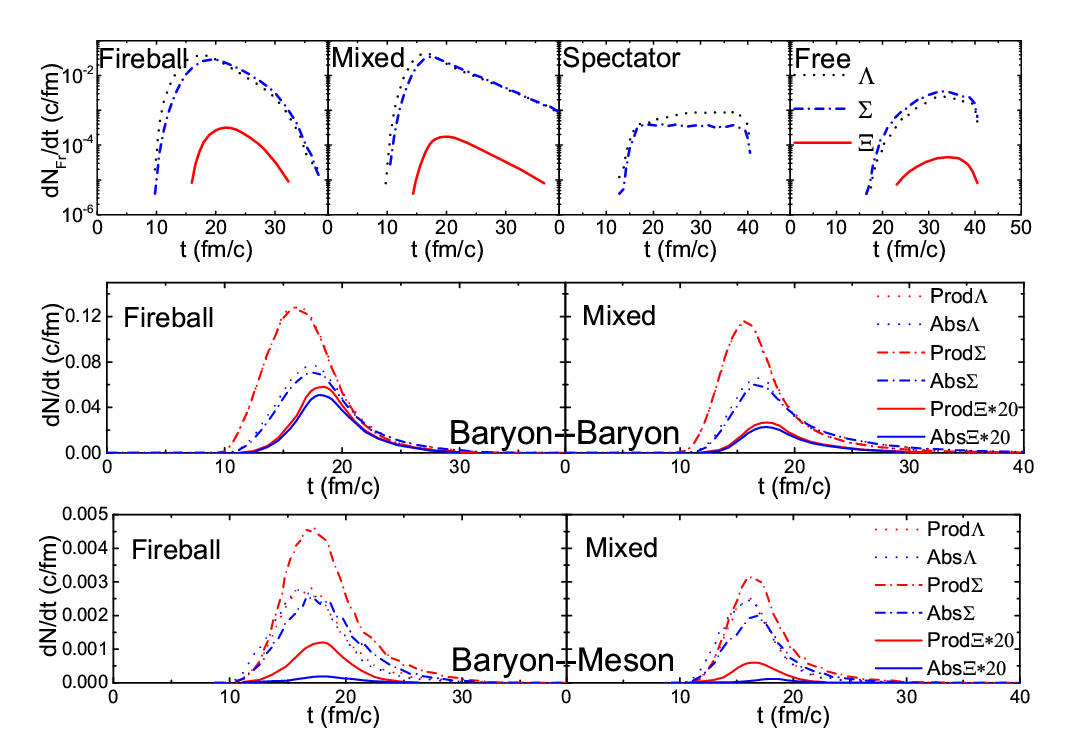 Fireball Mixed Spectator Free
Λ
Σ
Ξ
dN_Fr/dt (c/fm)
10^-2
10^-4
10^-6
0 10 20 30 0 10 20 30 0 10 20 30 40 0 10 20 30 40 50
t (fm/c) t (fm/c) t (fm/c) t (fm/c)
Fireball Mixed
ProdΛ
AbsΛ
ProdΣ
AbsΣ
ProdΞ*20
AbsΞ*20
dN/dt (c/fm)
0.12
0.08
0.04
0.00
Baryon-Baryon
0 10 20 30 10 20 30 40
t (fm/c) t (fm/c)
Fireball Mixed
ProdΛ
AbsΛ
ProdΣ
AbsΣ
ProdΞ*20
AbsΞ*20
dN/dt (c/fm)
0.005
0.004
0.003
0.002
0.001
0.000
Baryon-Meson
0 10 20 30 10 20 30 40
t (fm/c) t (fm/c)